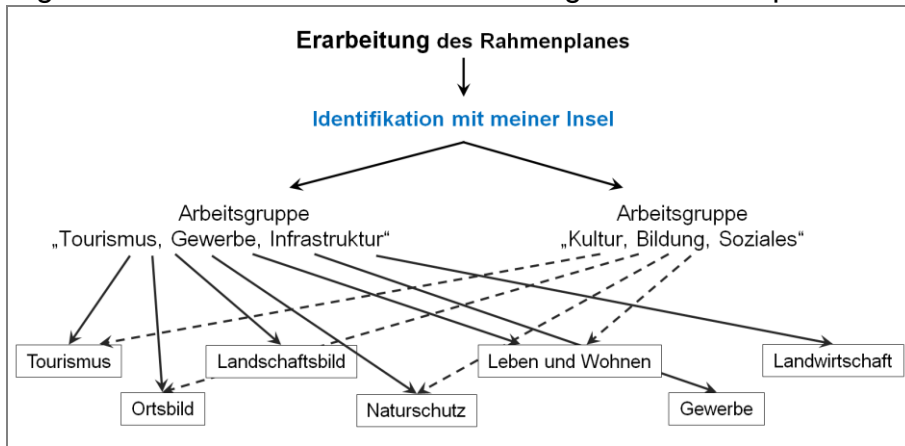 Erarbeitung des Rahmenplanes
Identifikation mit meiner Insel
Arbeitsgruppe
„Tourismus, Gewerbe, Infrastruktur“
Arbeitsgruppe
„Kultur, Bildung, Soziales“
Tourismus
Landschaftsbild
Leben und Wohnen
Landwirtschaft
Ortsbild
Naturschutz
Gewerbe